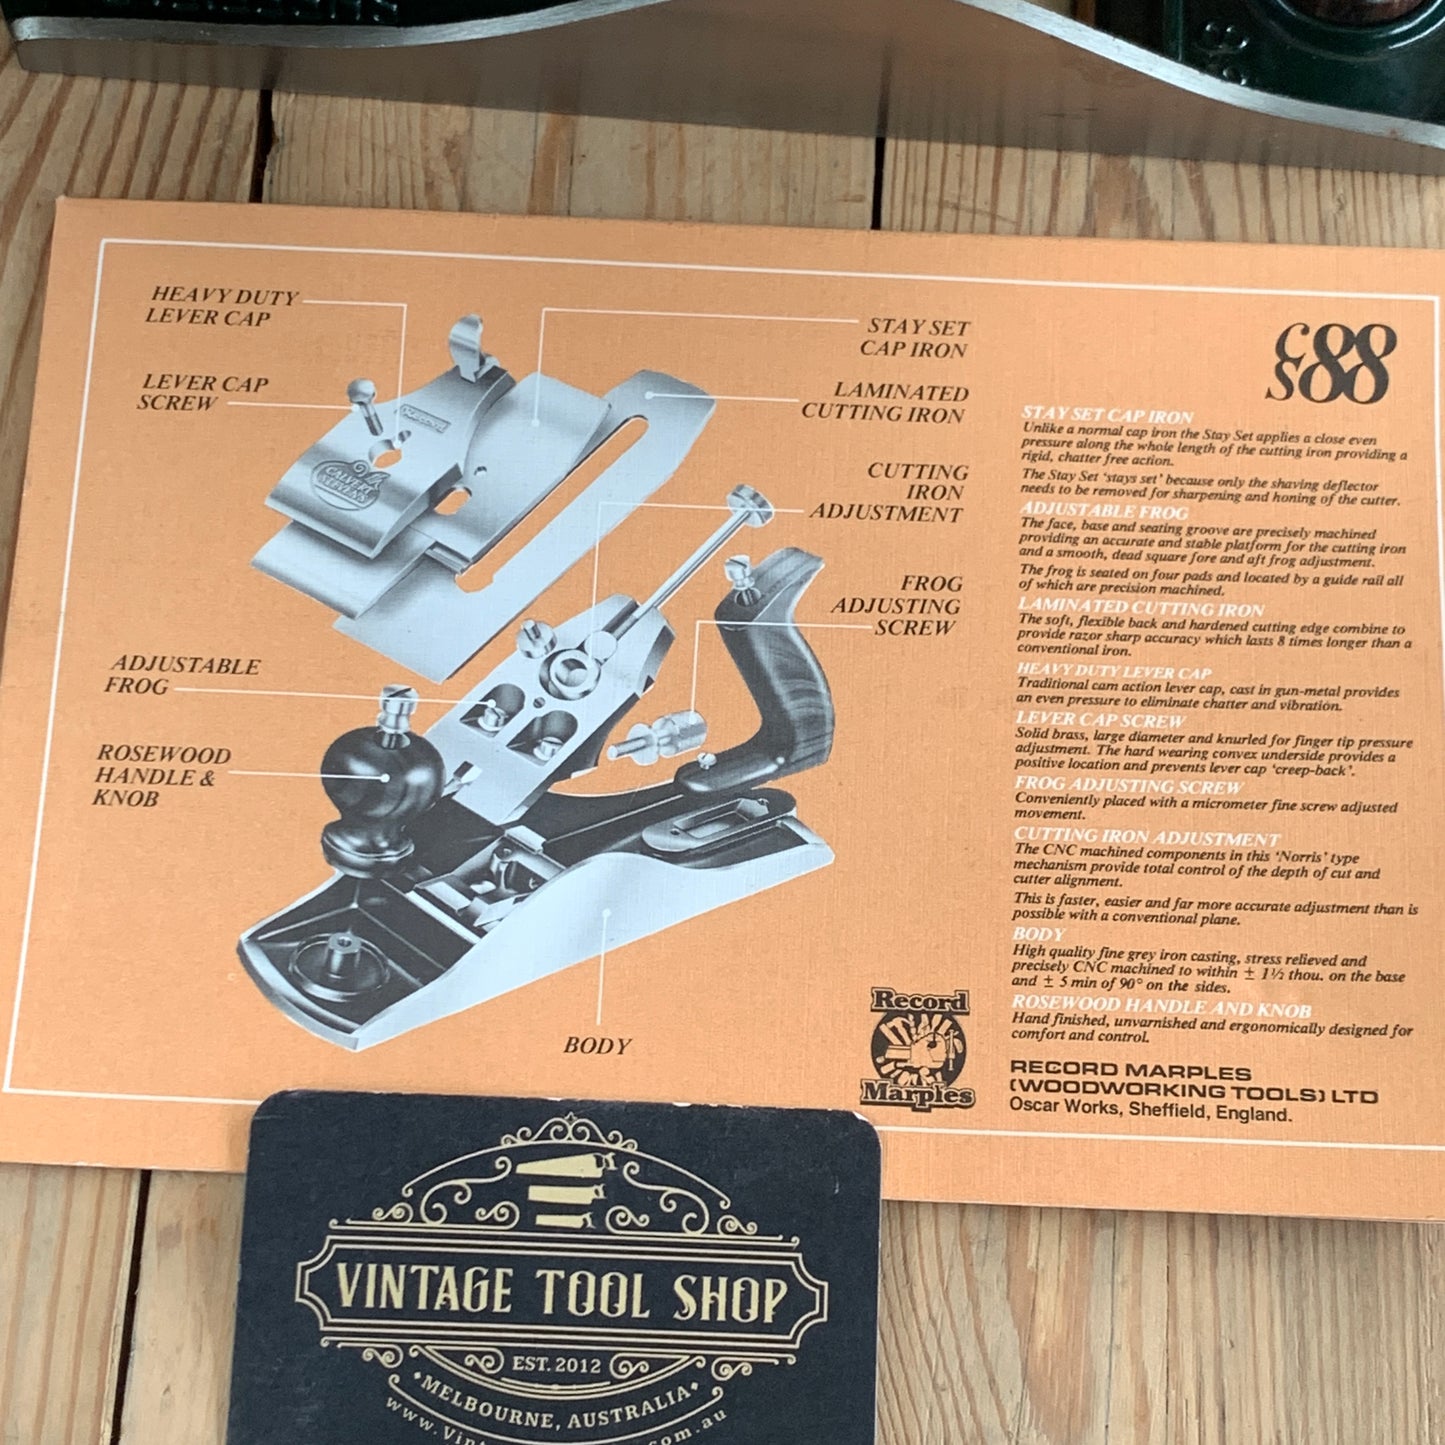 88
HEAVY DUTY
LEVER CAP
LEVER CAP
SCREW
ADJUSTABLE
FROG
ROSEWOOD
HANDLE &
KNOB
STAY SET
CAP IRON
LAMINATED
CUTTING IRON
CUTTING
IRON
ADJUSTMENT
FROG
ADJUSTING
SCREW
BODY
Record
CALVERT
STEVENS
CS88
STAY SET CAP IRON
Unlike a normal cap iron the Stay Set applies a close even
pressure along the whole length of the cutting iron providing a
rigid, chatter free action.
The Stay Set 'stays set' because only the shaving deflector
needs to be removed for sharpening and honing of the cutter.
ADJUSTABLE FROG
The face, base and seating groove are precisely machined
providing an accurate and stable platform for the cutting iron
and a smooth, dead square fore and aft frog adjustment.
The frog is seated on four pads and located by a guide rail all
of which are precision machined.
LAMINATED CUTTING IRON
The soft, flexible back and hardened cutting edge combine to
provide razor sharp accuracy which lasts 8 times longer than a
conventional iron.
HEAVY DUTY LEVER CAP
Traditional cam action lever cap, cast in gun-metal provides
an even pressure to eliminate chatter and vibration.
LEVER CAP SCREW
Solid brass, large diameter and knurled for finger tip pressure
adjustment. The hard wearing convex underside provides a
positive location and prevents lever cap 'creep-back'.
FROG ADJUSTING SCREW
Conveniently placed with a micrometer fine screw adjusted
movement.
CUTTING IRON ADJUSTMENT
The CNC machined components in this 'Norris' type
mechanism provide total control of the depth of cut and
cutter alignment.
This is faster, easier and far more accurate adjustment than is
possible with a conventional plane.
BODY
High quality fine grey iron casting, stress relieved and
precisely CNC machined to within ± 1½ thou. on the base
and ± 5 min of 90° on the sides.
ROSEWOOD HANDLE AND KNOB
Hand finished, unvarnished and ergonomically designed for
comfort and control.
Record
Marples
RECORD MARPLES
(WOODWORKING TOOLS) LTD
Oscar Works, Sheffield, England.
VINTAGE TOOL SHOP
EST. 2012
MELBOURNE, AUSTRALIA